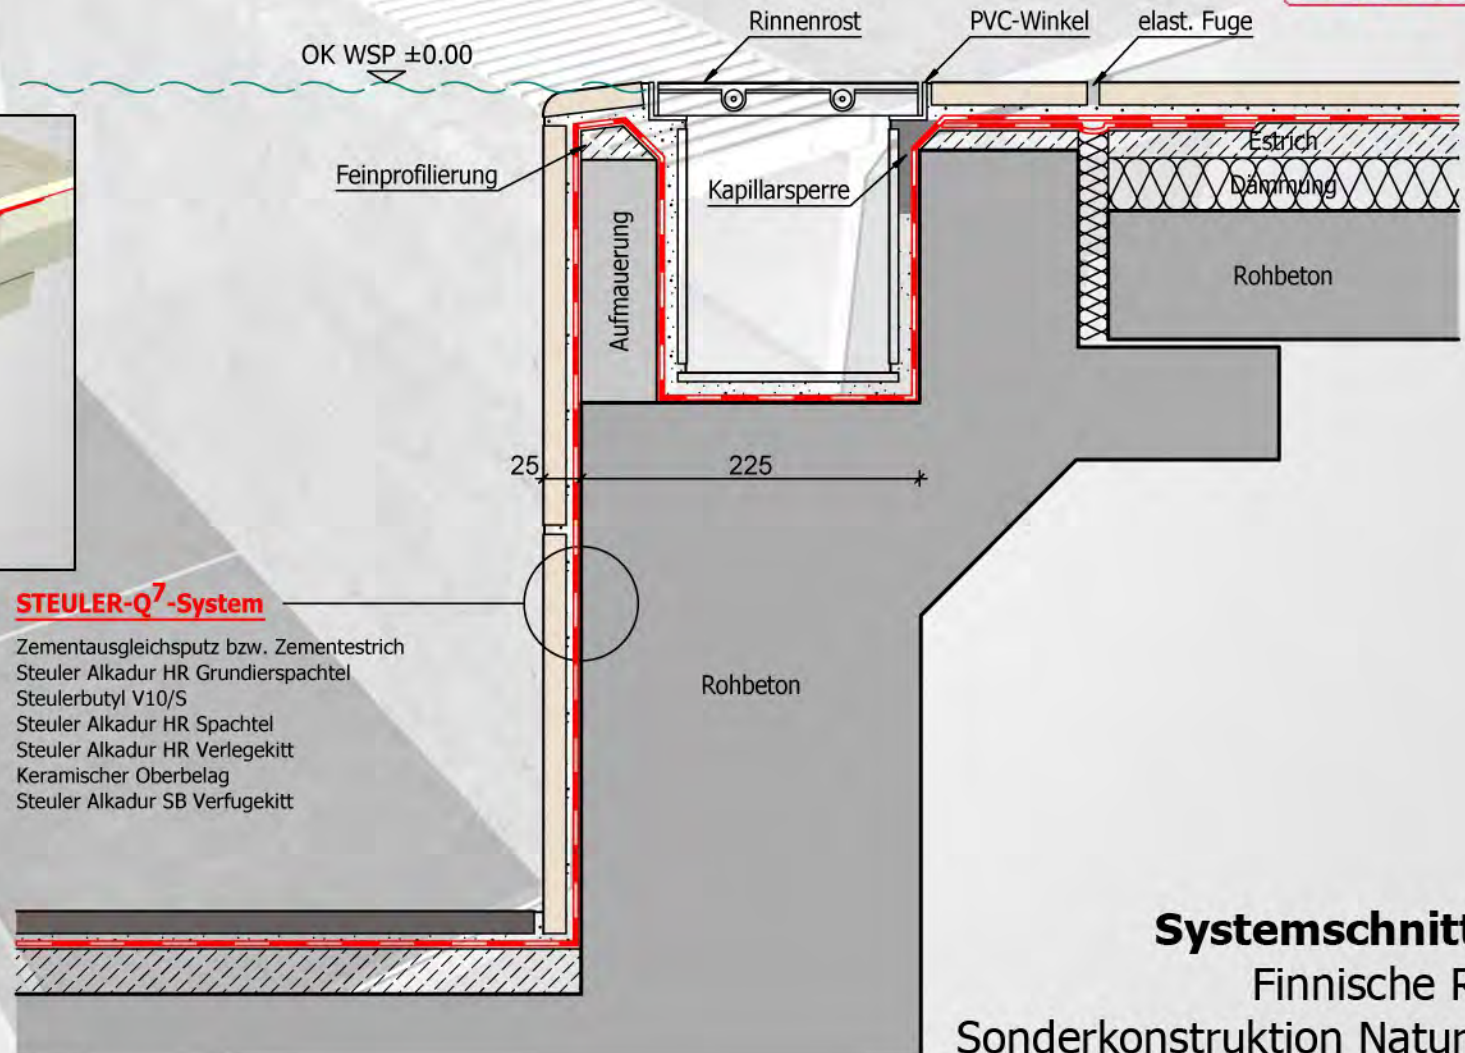 Rinnenrost
PVC-Winkel
elast. Fuge
OK WSP ±0.00
Feinprofilierung
Kapillarsperre
Estrich
Dämmung
Aufmauerung
Rohbeton
25
225
STEULER-Q⁷-System
Zementausgleichsputz bzw. Zementestrich
Steuler Alkadur HR Grundierspachtel
Steulerbutyl V10/S
Steuler Alkadur HR Spachtel
Steuler Alkadur HR Verlegekitt
Keramischer Oberbelag
Steuler Alkadur SB Verfugekitt
Rohbeton
Systemschnitt
Finnische R
Sonderkonstruktion Natur